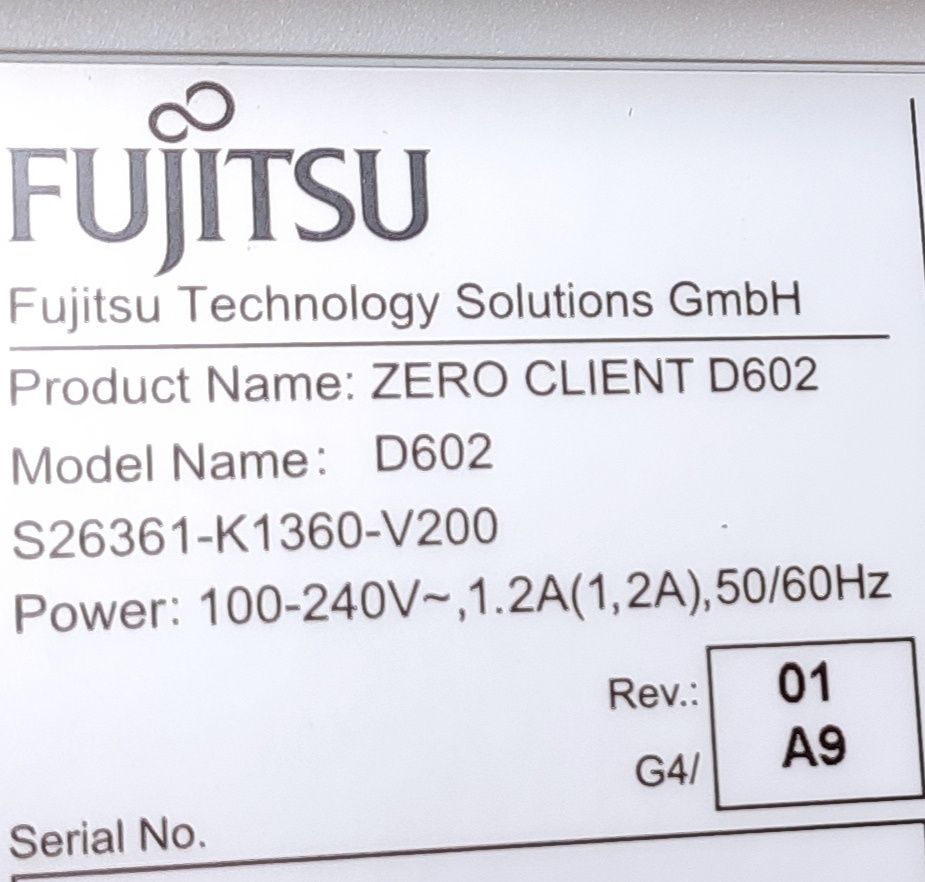 FUJITSU
Fujitsu Technology Solutions GmbH
Product Name: ZERO CLIENT D602
Model Name: D602
S26361-K1360-V200
Power: 100-240V~,1.2A(1,2A),50/60Hz
Rev.: 01
G4/ A9
Serial No.